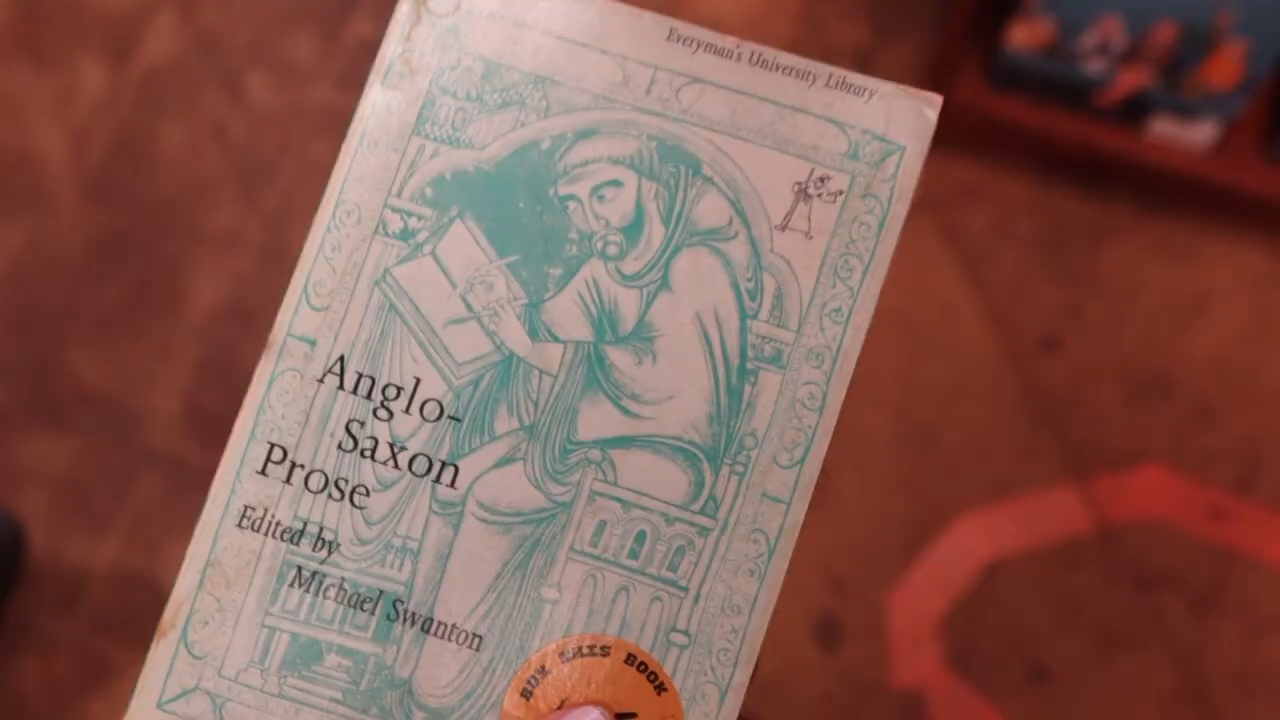 Everyman's University Library
Anglo-
Saxon
Prose
Edited by
Michael Swanton
BUY THIS BOOK